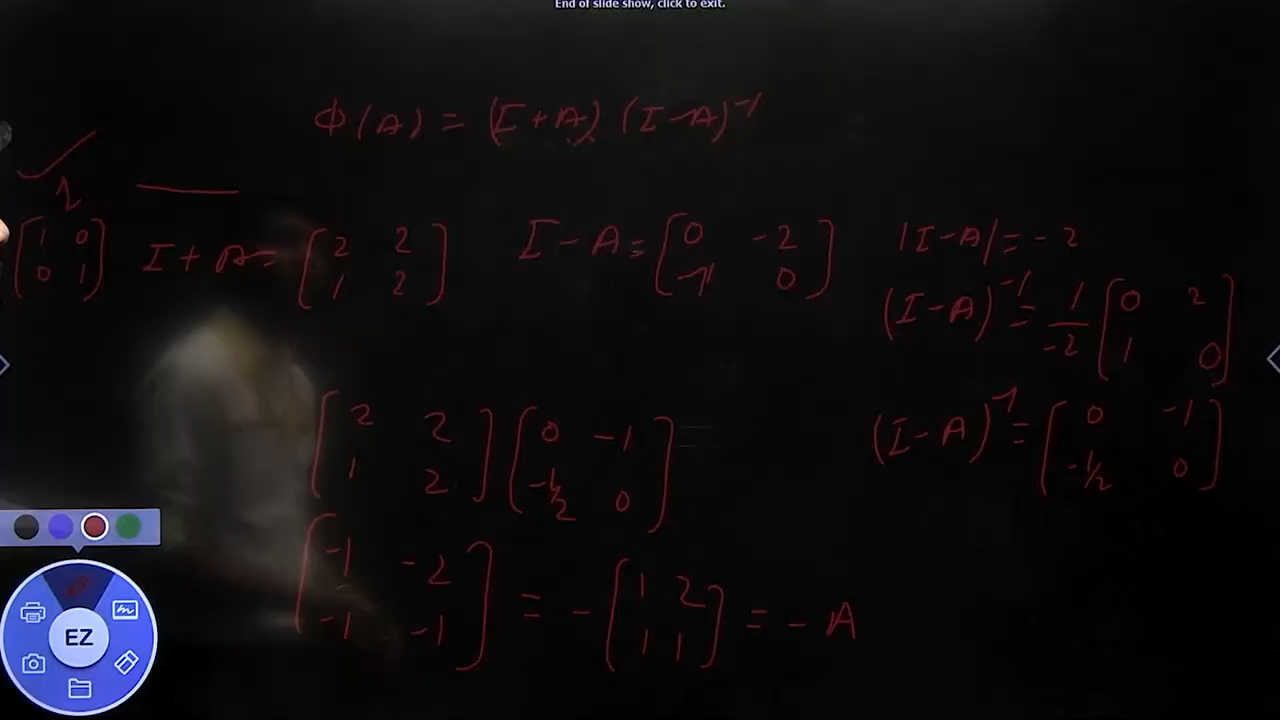 End of slide show, click to exit.
Φ(A) = (I+A) (I-A)⁻¹
[1 0; 0 1] I+A = [2 2; 1 2] I-A = [0 -2; -1 0] |I-A| = -2
(I-A)⁻¹ = 1/-2 [0 2; 1 0]
[2 2; 1 2] [0 -1; -1/2 0] (I-A)⁻¹ = [0 -1; -1/2 0]
[-1 -2; -1 -1] = - [1 2; 1 1] = - A
EZ